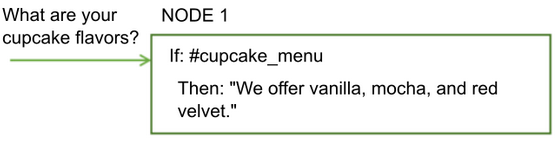 What are your
cupcake flavors?
NODE 1
If: #cupcake_menu
Then: "We offer vanilla, mocha, and red
velvet."